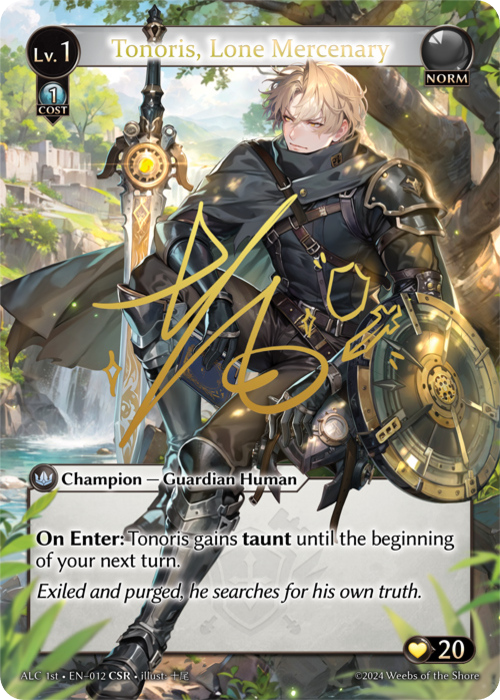 Lv. 1
Tonoris, Lone Mercenary
NORM
1
COST
Champion — Guardian Human
On Enter: Tonoris gains taunt until the beginning
of your next turn.
Exiled and purged, he searches for his own truth.
20
ALC 1st • EN-012 CSR • illust: 十尾
©2024 Weebs of the Shore